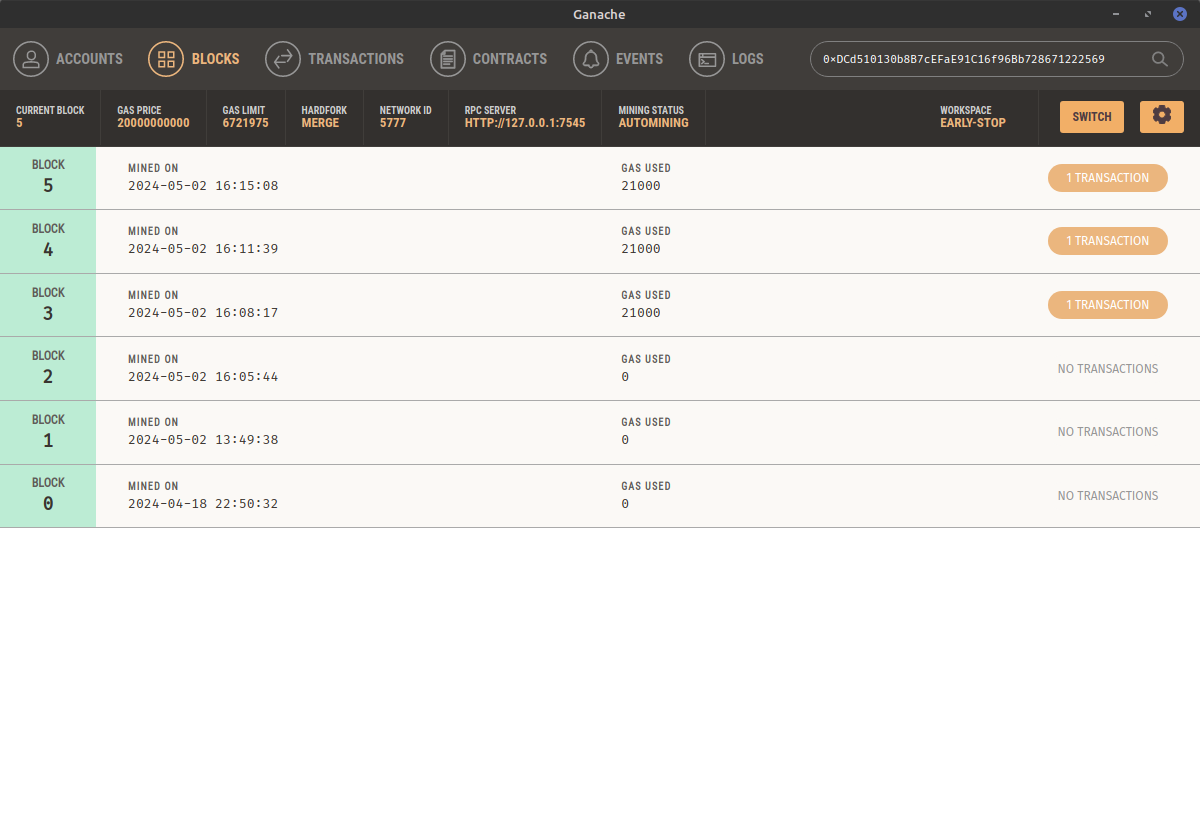 Ganache
ACCOUNTS BLOCKS TRANSACTIONS CONTRACTS EVENTS LOGS 0×DCd510130b8B7cEFaE91C16f96Bb728671222569
CURRENT BLOCK GAS PRICE GAS LIMIT HARDFORK NETWORK ID RPC SERVER MINING STATUS WORKSPACE
5 20000000000 6721975 MERGE 5777 HTTP://127.0.0.1:7545 AUTOMINING EARLY-STOP SWITCH
BLOCK MINED ON GAS USED
5 2024-05-02 16:15:08 21000 1 TRANSACTION
BLOCK MINED ON GAS USED
4 2024-05-02 16:11:39 21000 1 TRANSACTION
BLOCK MINED ON GAS USED
3 2024-05-02 16:08:17 21000 1 TRANSACTION
BLOCK MINED ON GAS USED
2 2024-05-02 16:05:44 0 NO TRANSACTIONS
BLOCK MINED ON GAS USED
1 2024-05-02 13:49:38 0 NO TRANSACTIONS
BLOCK MINED ON GAS USED
0 2024-04-18 22:50:32 0 NO TRANSACTIONS